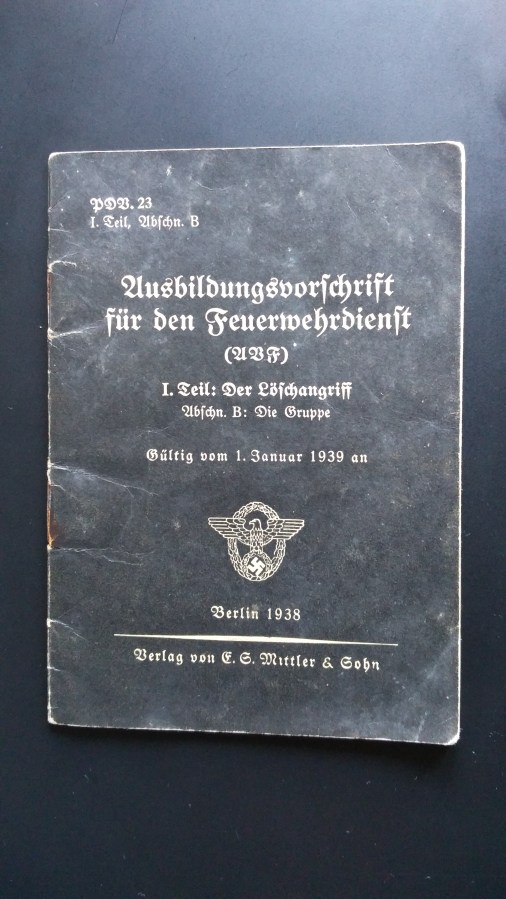 PDV. 23
I. Teil, Abschn. B
Ausbildungsvorschrift
für den Feuerwehrdienst
(AVF)
I. Teil: Der Löschangriff
Abschn. B: Die Gruppe
Gültig vom 1. Januar 1939 an
Berlin 1938
Verlag von E. S. Mittler & Sohn